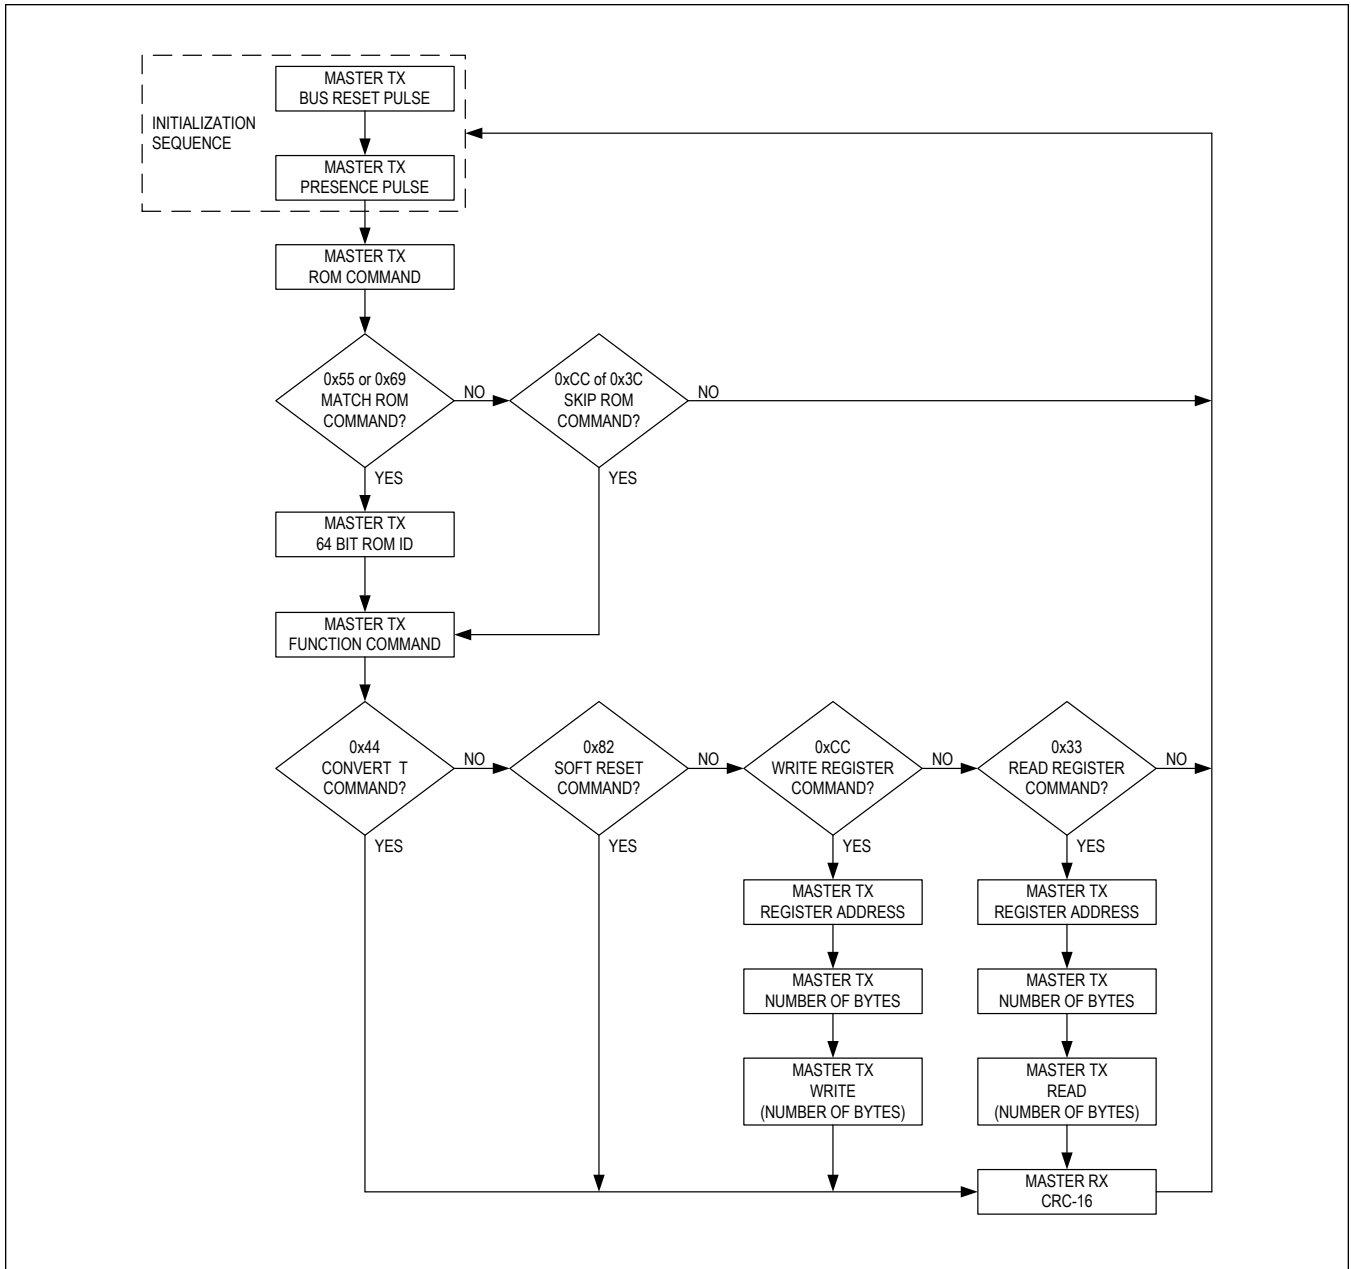 MASTER TX
BUS RESET PULSE
INITIALIZATION
SEQUENCE
MASTER TX
PRESENCE PULSE
MASTER TX
ROM COMMAND
0x55 or 0x69
MATCH ROM
COMMAND?
NO
YES
0xCC of 0x3C
SKIP ROM
COMMAND?
NO
YES
MASTER TX
64 BIT ROM ID
MASTER TX
FUNCTION COMMAND
0x44
CONVERT T
COMMAND?
NO
YES
0x82
SOFT RESET
COMMAND?
NO
YES
0xCC
WRITE REGISTER
COMMAND?
NO
YES
0x33
READ REGISTER
COMMAND?
NO
YES
MASTER TX
REGISTER ADDRESS
MASTER TX
NUMBER OF BYTES
MASTER TX
WRITE
(NUMBER OF BYTES)
MASTER TX
REGISTER ADDRESS
MASTER TX
NUMBER OF BYTES
MASTER TX
READ
(NUMBER OF BYTES)
MASTER RX
CRC-16